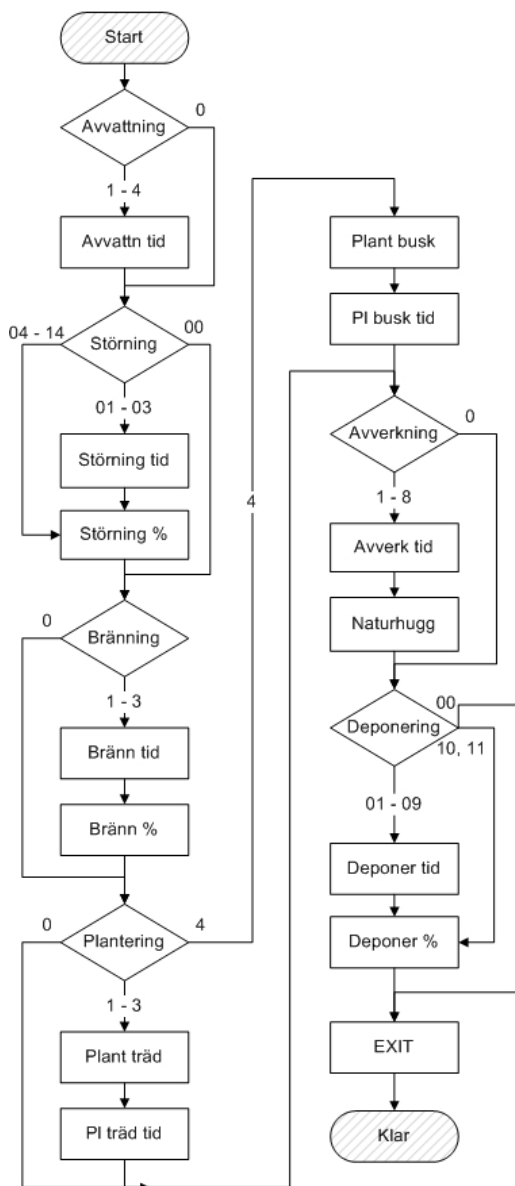 Start
Avvattning
0
1 - 4
Avvattn tid
Störning
04 - 14
00
01 - 03
Störning tid
Störning %
Bränning
0
1 - 3
Bränn tid
Bränn %
Plantering
0
4
1 - 3
Plant träd
Pl träd tid
4
Plant busk
Pl busk tid
Avverkning
0
1 - 8
Avverk tid
Naturhugg
Deponering
00
10, 11
01 - 09
Deponer tid
Deponer %
EXIT
Klar